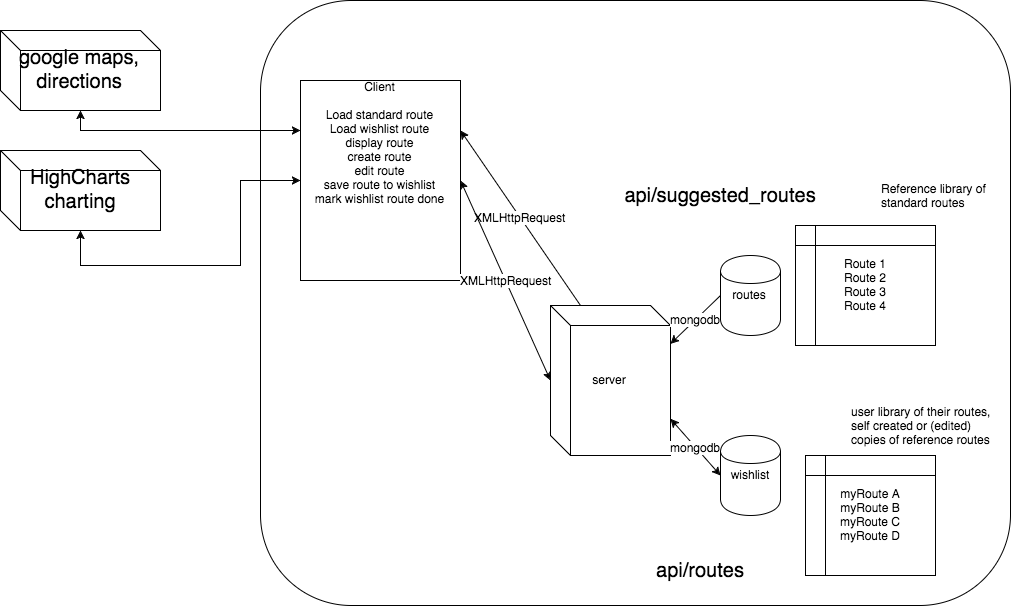 google maps,
directions
HighCharts
charting
Client
Load standard route
Load wishlist route
display route
create route
edit route
save route to wishlist
mark wishlist route done
XMLHttpRequest
XMLHttpRequest
api/suggested_routes
Reference library of
standard routes
Route 1
Route 2
Route 3
Route 4
routes
mongodb
server
mongodb
wishlist
user library of their routes,
self created or (edited)
copies of reference routes
myRoute A
myRoute B
myRoute C
myRoute D
api/routes